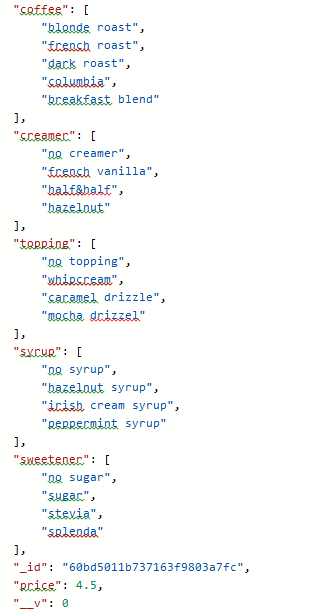 "coffee": [
"blonde roast",
"french roast",
"dark roast",
"columbia",
"breakfast blend"
],
"creamer": [
"no creamer",
"french vanilla",
"half&half",
"hazelnut"
],
"topping": [
"no topping",
"whipcream",
"caramel drizzle",
"mocha drizzel"
],
"syrup": [
"no syrup",
"hazelnut syrup",
"irish cream syrup",
"peppermint syrup"
],
"sweetener": [
"no sugar",
"sugar",
"stevia",
"splenda"
],
"_id": "60bd5011b737163f9803a7fc",
"price": 4.5,
"__v": 0